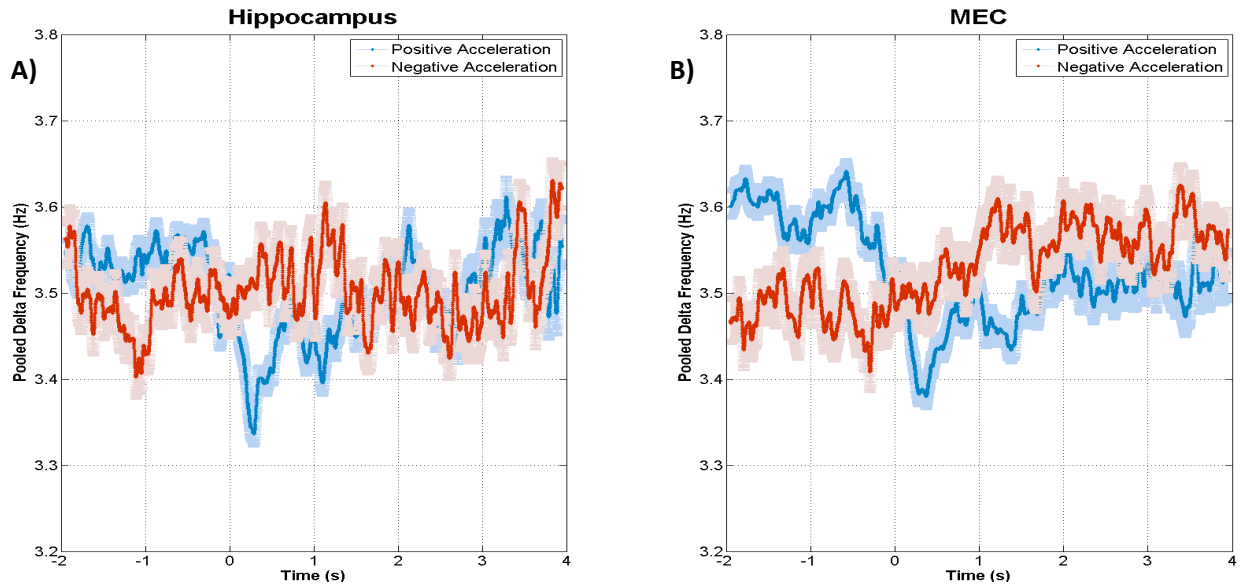 Hippocampus
A)
Positive Acceleration
Negative Acceleration
Pooled Delta Frequency (Hz)
3.8
3.7
3.6
3.5
3.4
3.3
3.2
-2 -1 0 1 2 3 4
Time (s)
MEC
B)
Positive Acceleration
Negative Acceleration
Pooled Delta Frequency (Hz)
3.8
3.7
3.6
3.5
3.4
3.3
3.2
-2 -1 0 1 2 3 4
Time (s)